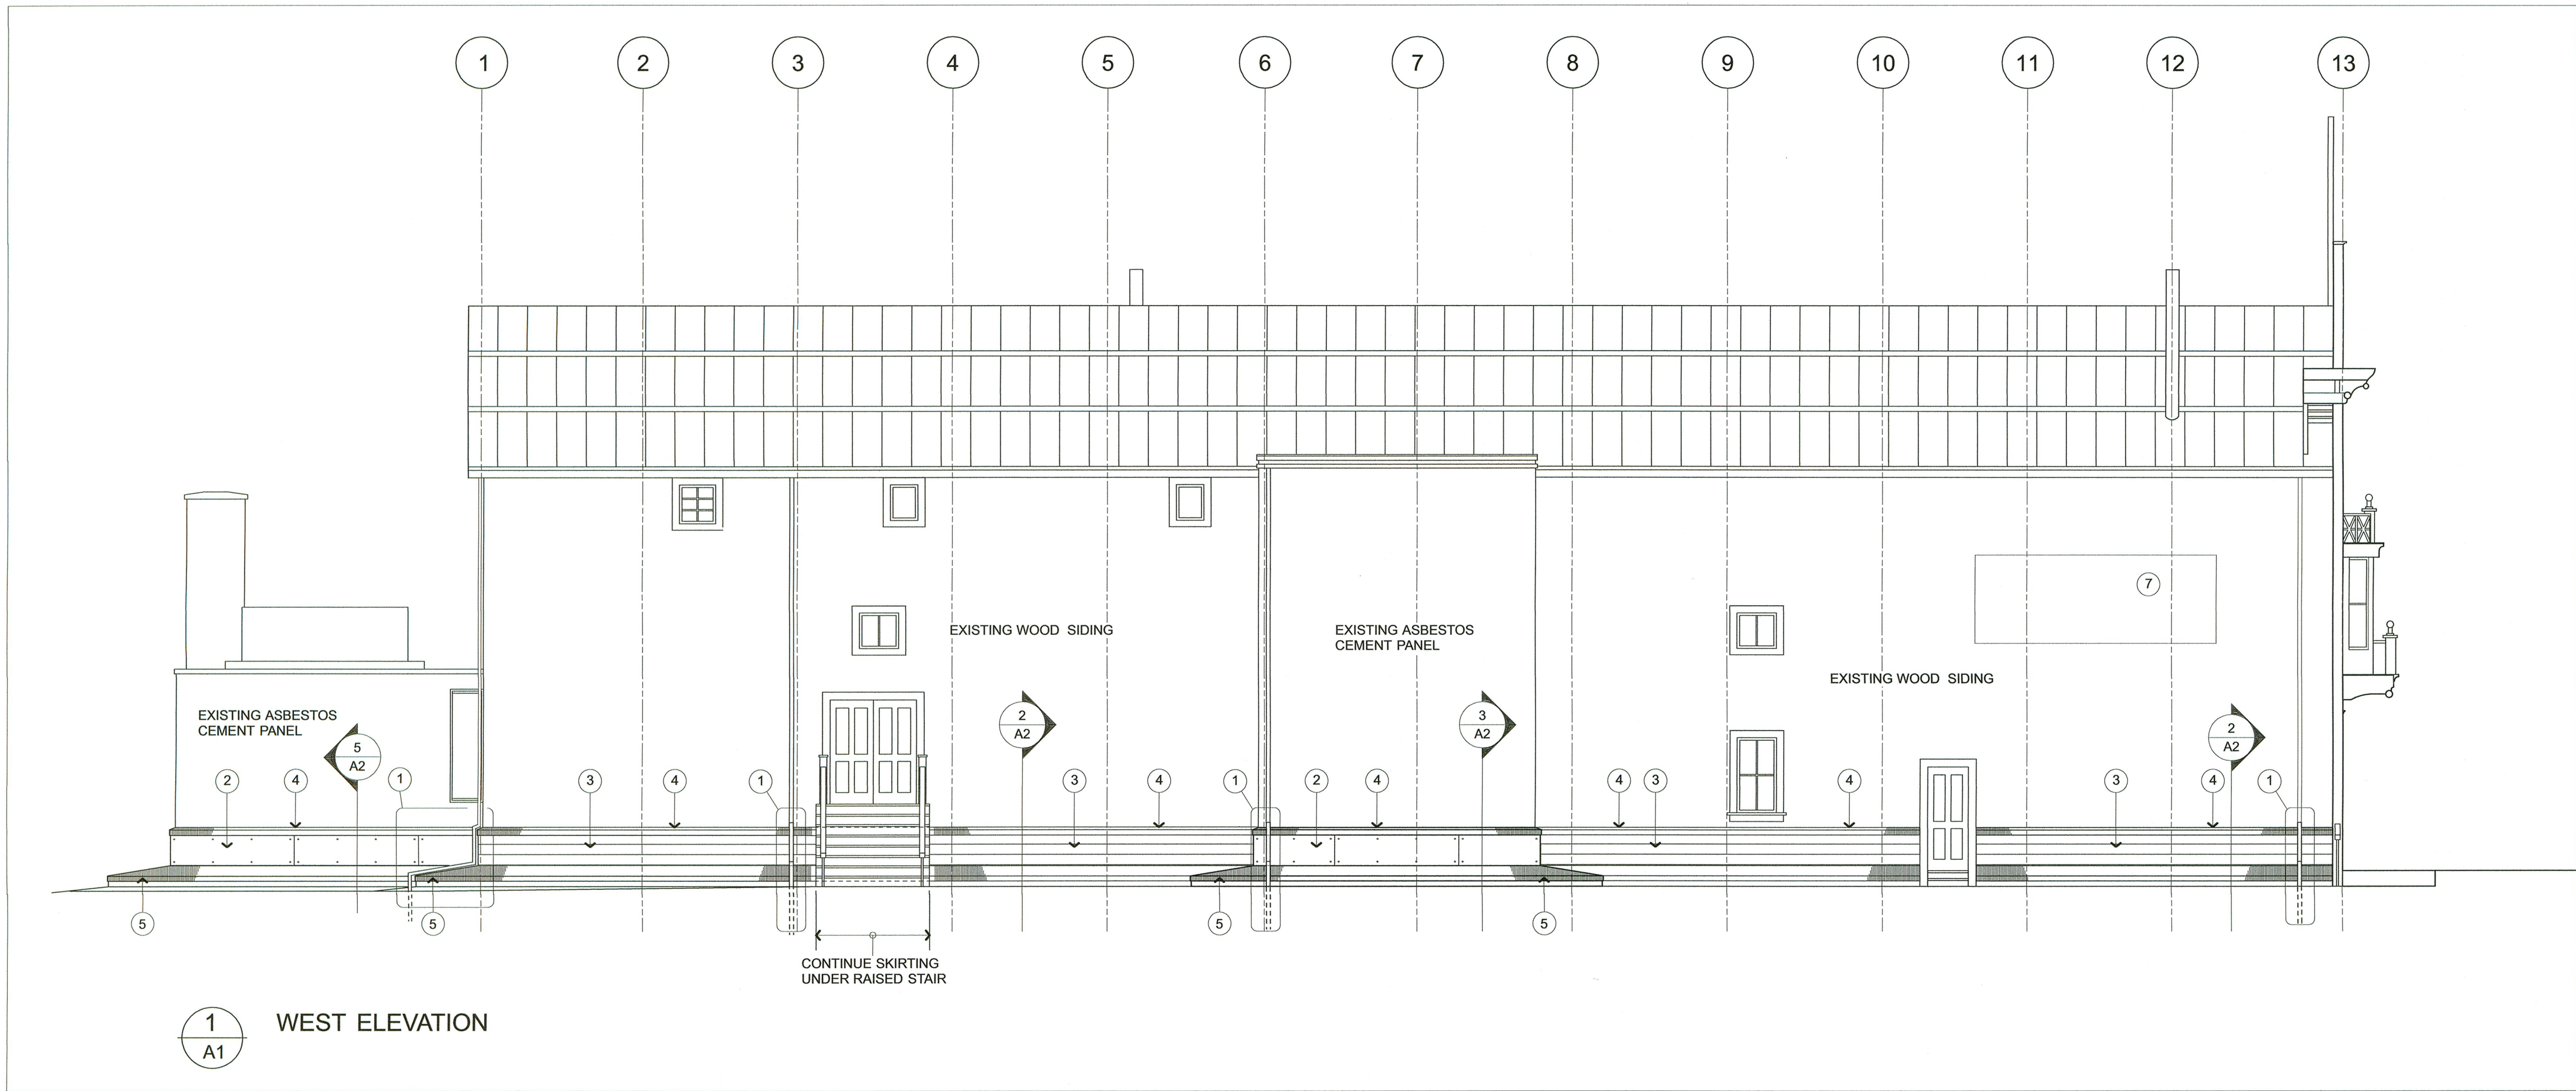 1 2 3 4 5 6 7 8 9 10 11 12 13
7
EXISTING WOOD SIDING
EXISTING ASBESTOS
CEMENT PANEL
EXISTING WOOD SIDING
EXISTING ASBESTOS
CEMENT PANEL
5
A2
2
A2
3
A2
2
A2
2 4 1 3 4 1 3 4 1 2 4 4 3 4 3 4 1
5 5 5 5
CONTINUE SKIRTING
UNDER RAISED STAIR
1
A1
WEST ELEVATION